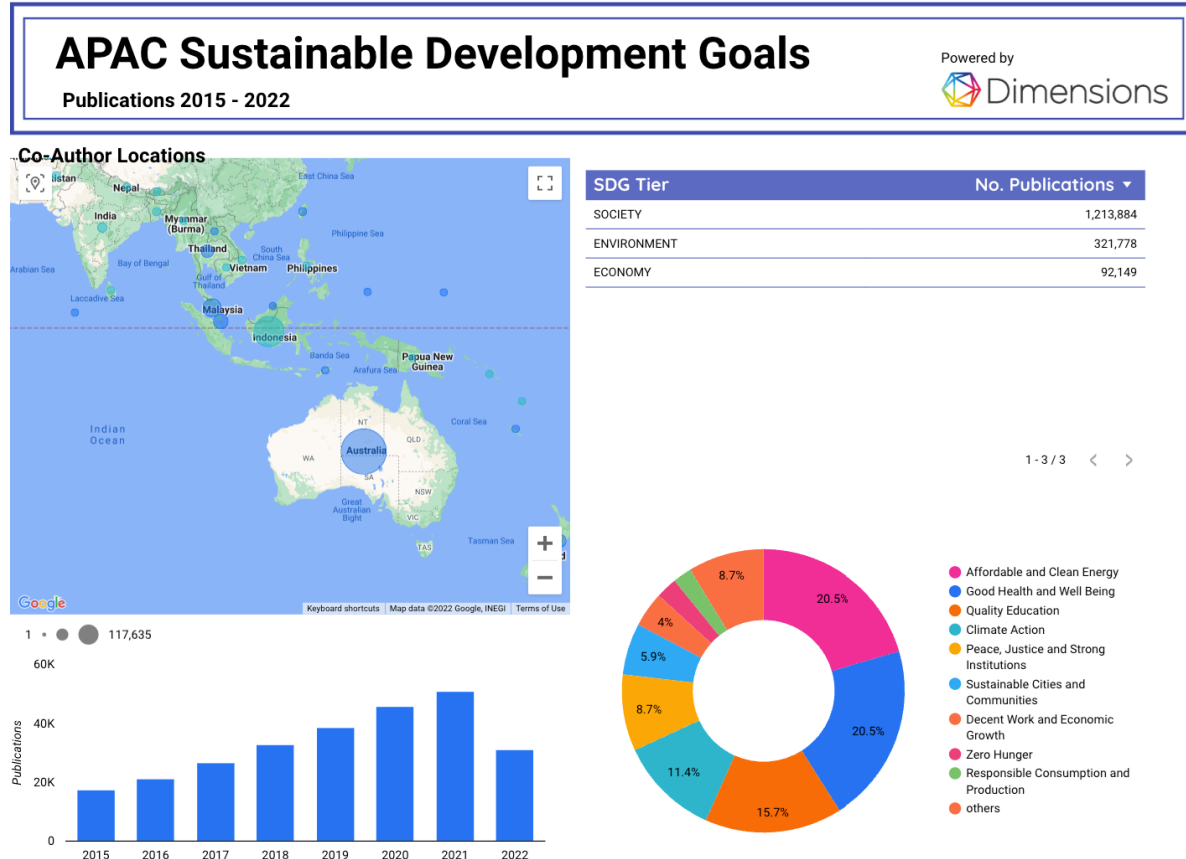 APAC Sustainable Development Goals
Publications 2015 - 2022
Powered by
Dimensions
Co-Author Locations
East China Sea
Nepal
India
Myanmar
(Burma)
Philippine Sea
Thailand
South
China Sea
Arabian Sea
Bay of Bengal
Vietnam
Philippines
Gulf of
Thailand
Laccadive Sea
Malaysia
Indonesia
Banda Sea
Papua New
Guinea
Arafura Sea
Indian
Ocean
NT
Coral Sea
QLD
Australia
WA
SA
NSW
Great
Australian
Bight
VIC
Tasman Sea
TAS
Google
Keyboard shortcuts
Map data ©2022 Google, INEGI
Terms of Use
SDG Tier No. Publications
SOCIETY 1,213,884
ENVIRONMENT 321,778
ECONOMY 92,149
1 - 3 / 3
1 117,635
60K
40K
20K
0
Publications
2015 2016 2017 2018 2019 2020 2021 2022
20.5%
20.5%
15.7%
11.4%
8.7%
5.9%
4%
8.7%
Affordable and Clean Energy
Good Health and Well Being
Quality Education
Climate Action
Peace, Justice and Strong
Institutions
Sustainable Cities and
Communities
Decent Work and Economic
Growth
Zero Hunger
Responsible Consumption and
Production
others